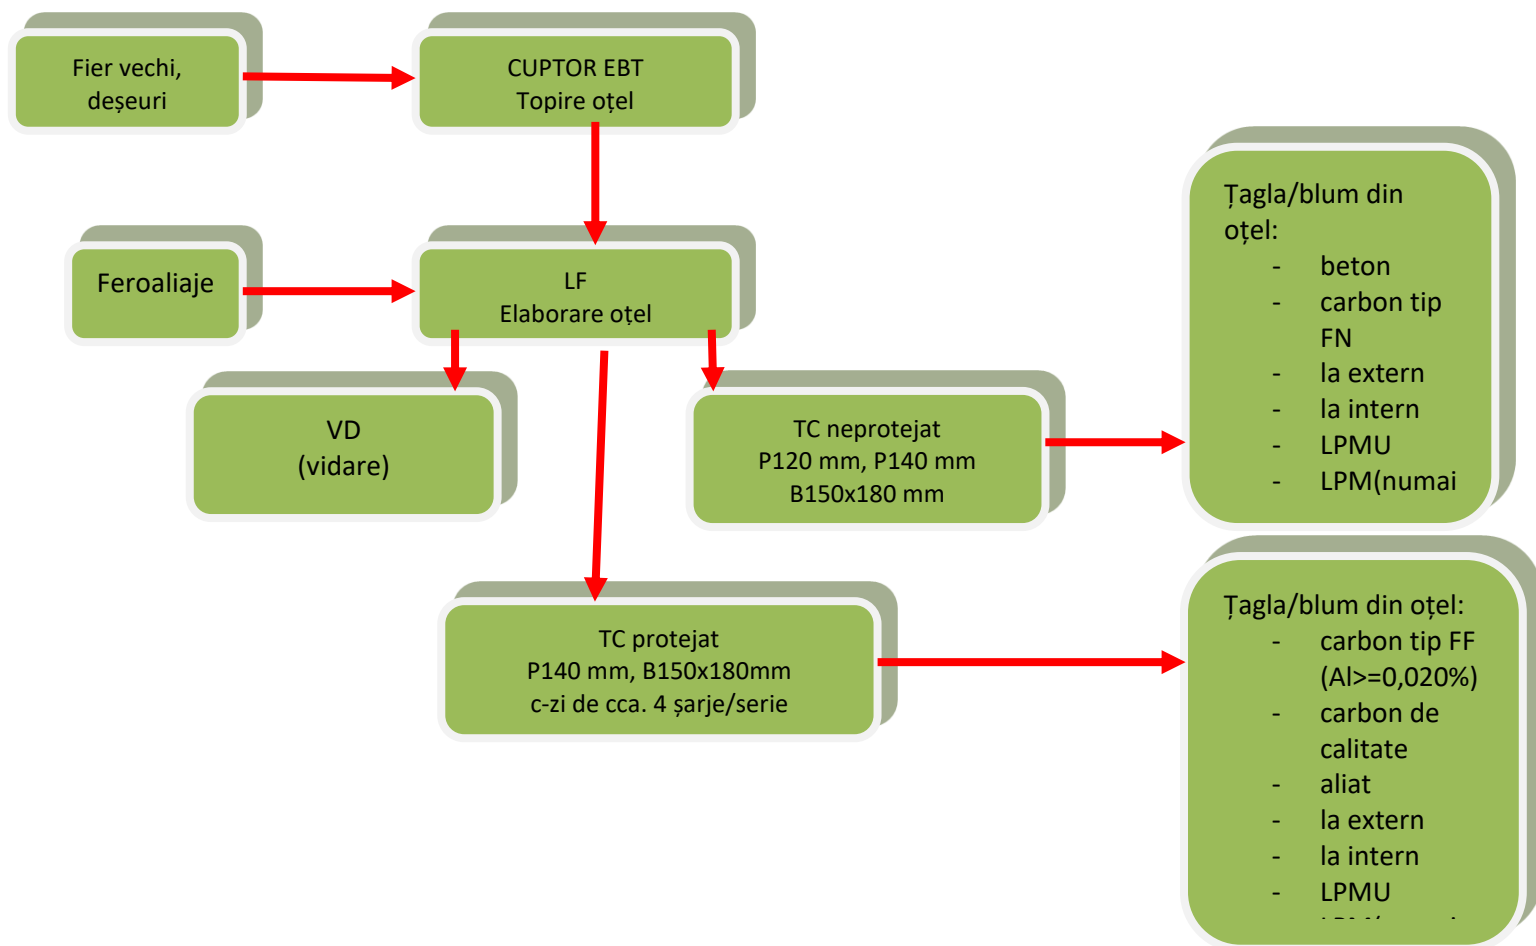 Fier vechi,
deșeuri
CUPTOR EBT
Topire oțel
Feroaliaje
LF
Elaborare oțel
VD
(vidare)
TC neprotejat
P120 mm, P140 mm
B150x180 mm
Țagla/blum din
oțel:
- beton
- carbon tip
FN
- la extern
- la intern
- LPMU
- LPM(numai
TC protejat
P140 mm, B150x180mm
c-zi de cca. 4 șarje/serie
Țagla/blum din oțel:
- carbon tip FF
(Al>=0,020%)
- carbon de
calitate
- aliat
- la extern
- la intern
- LPMU